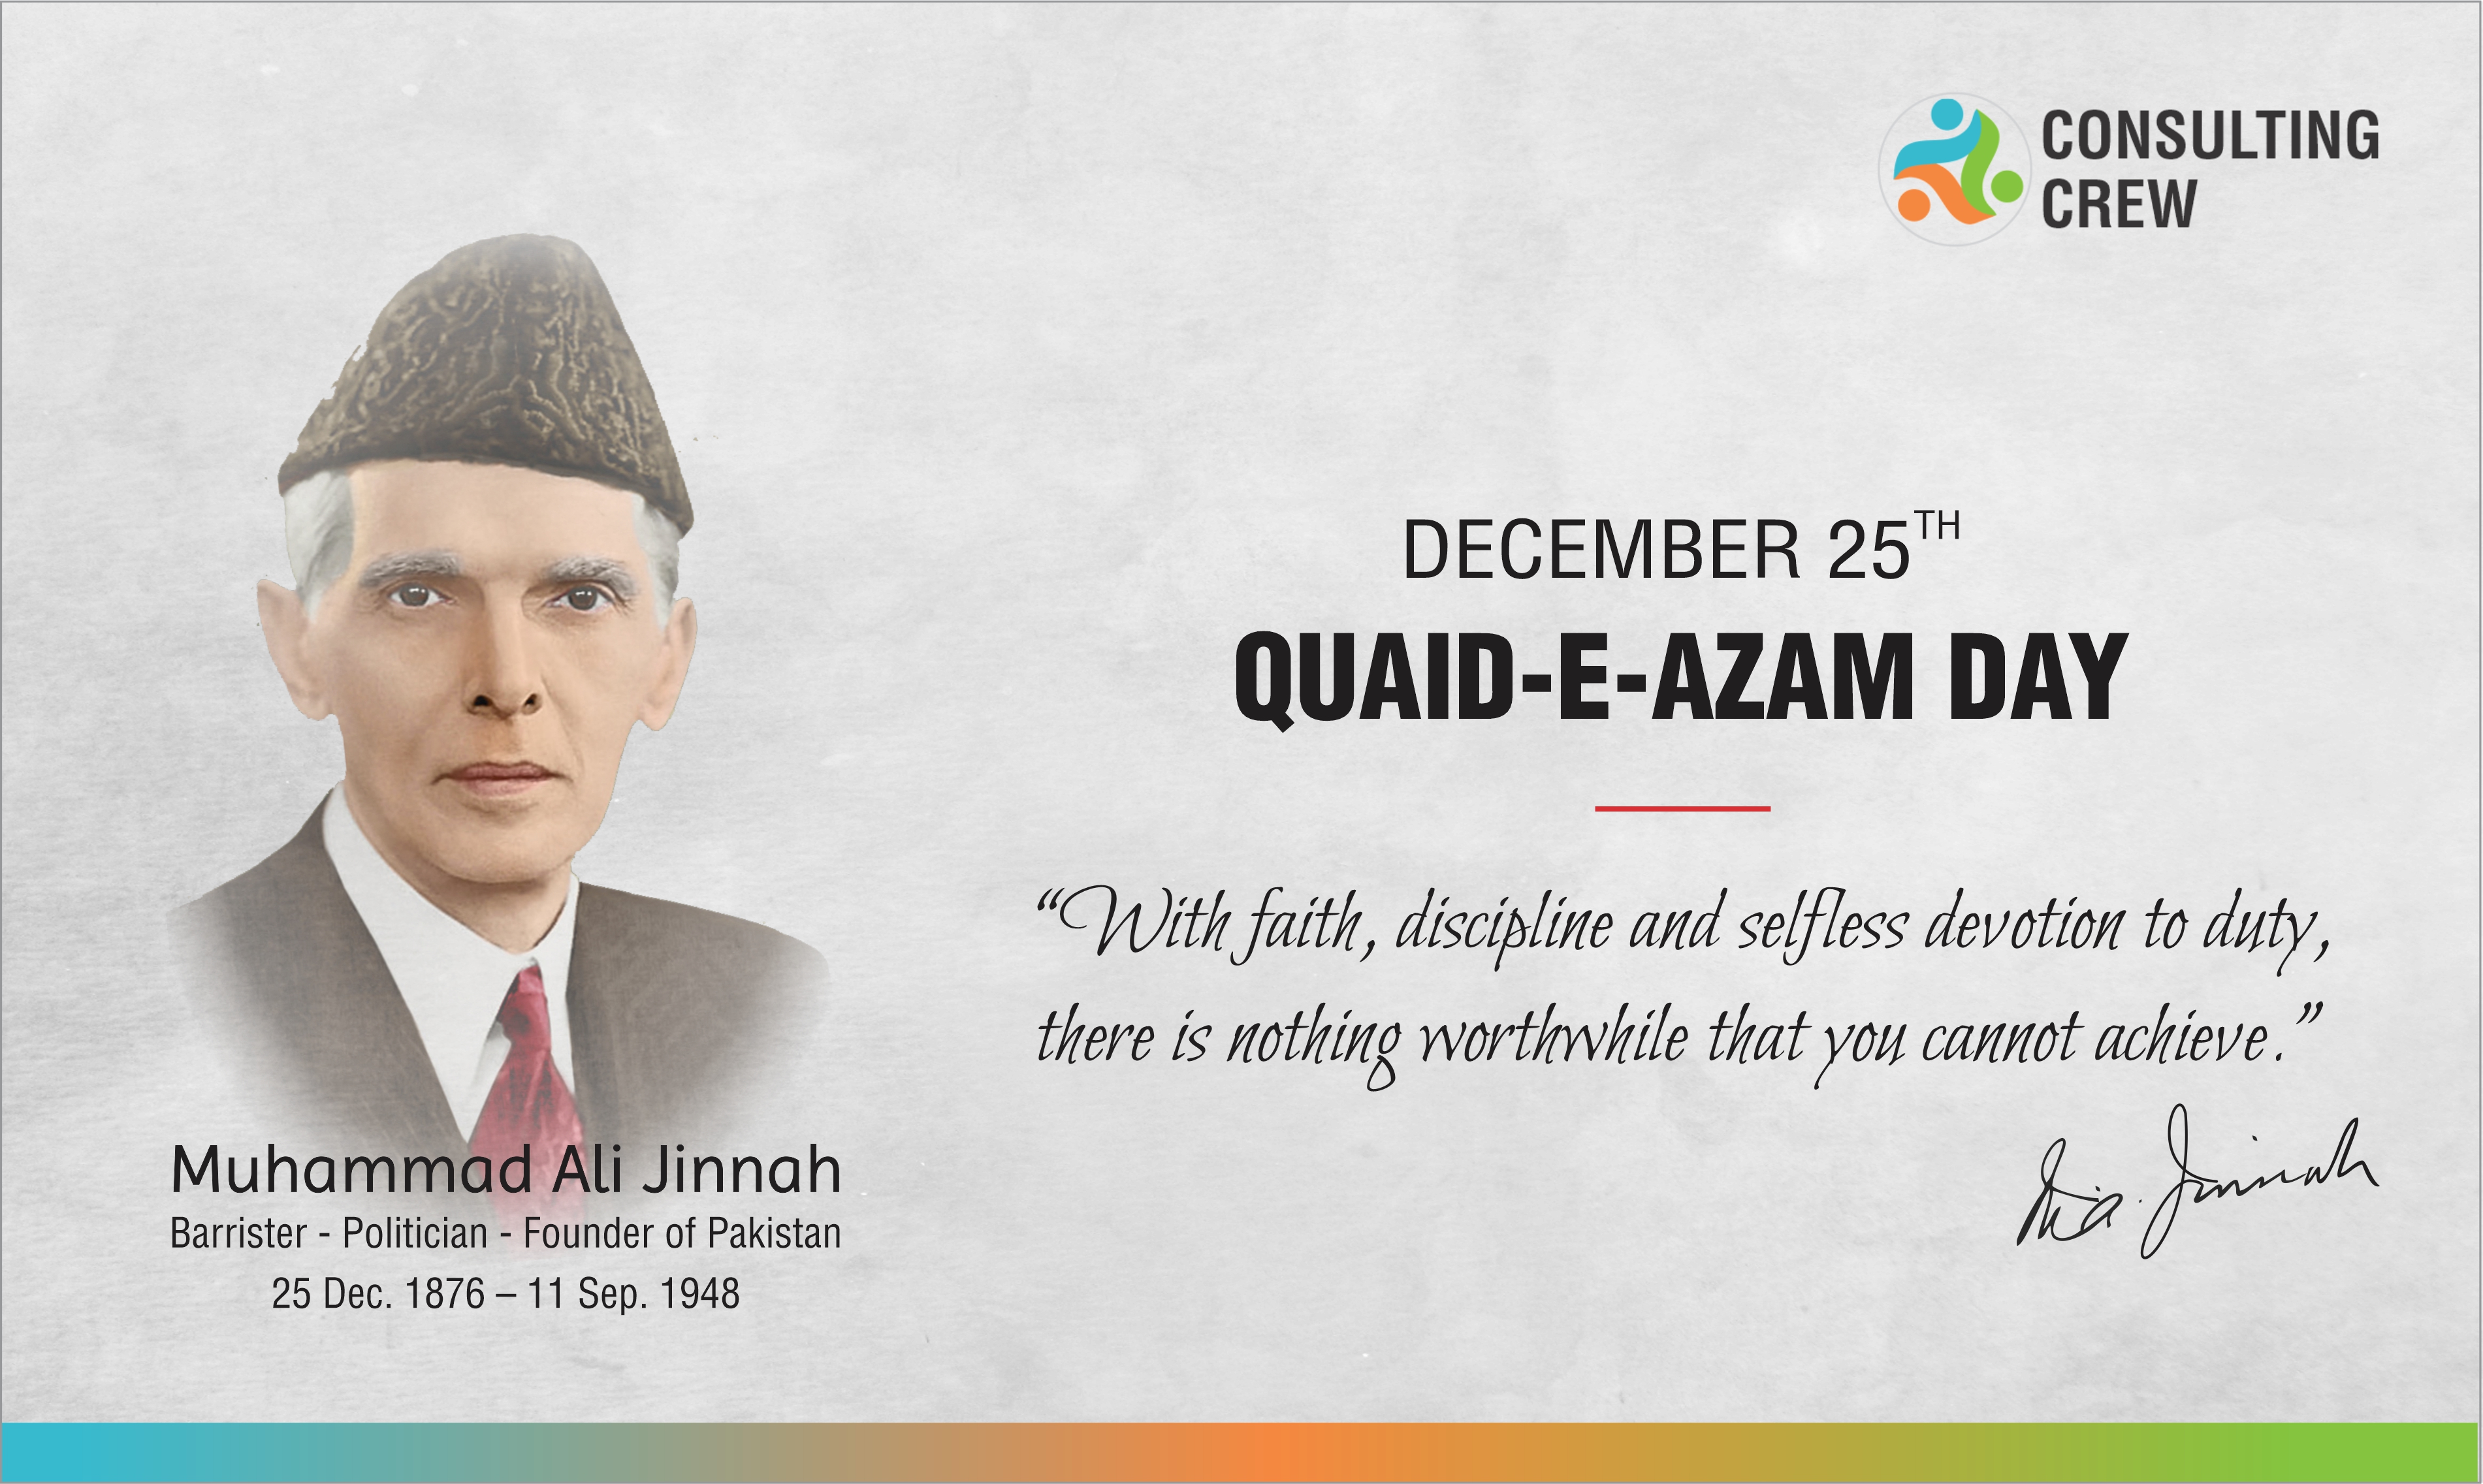 CONSULTING
CREW
DECEMBER 25TH
QUAID-E-AZAM DAY
“With faith, discipline and selfless devotion to duty,
there is nothing worthwhile that you cannot achieve.”
M.A. Jinnah
Muhammad Ali Jinnah
Barrister - Politician - Founder of Pakistan
25 Dec. 1876 – 11 Sep. 1948